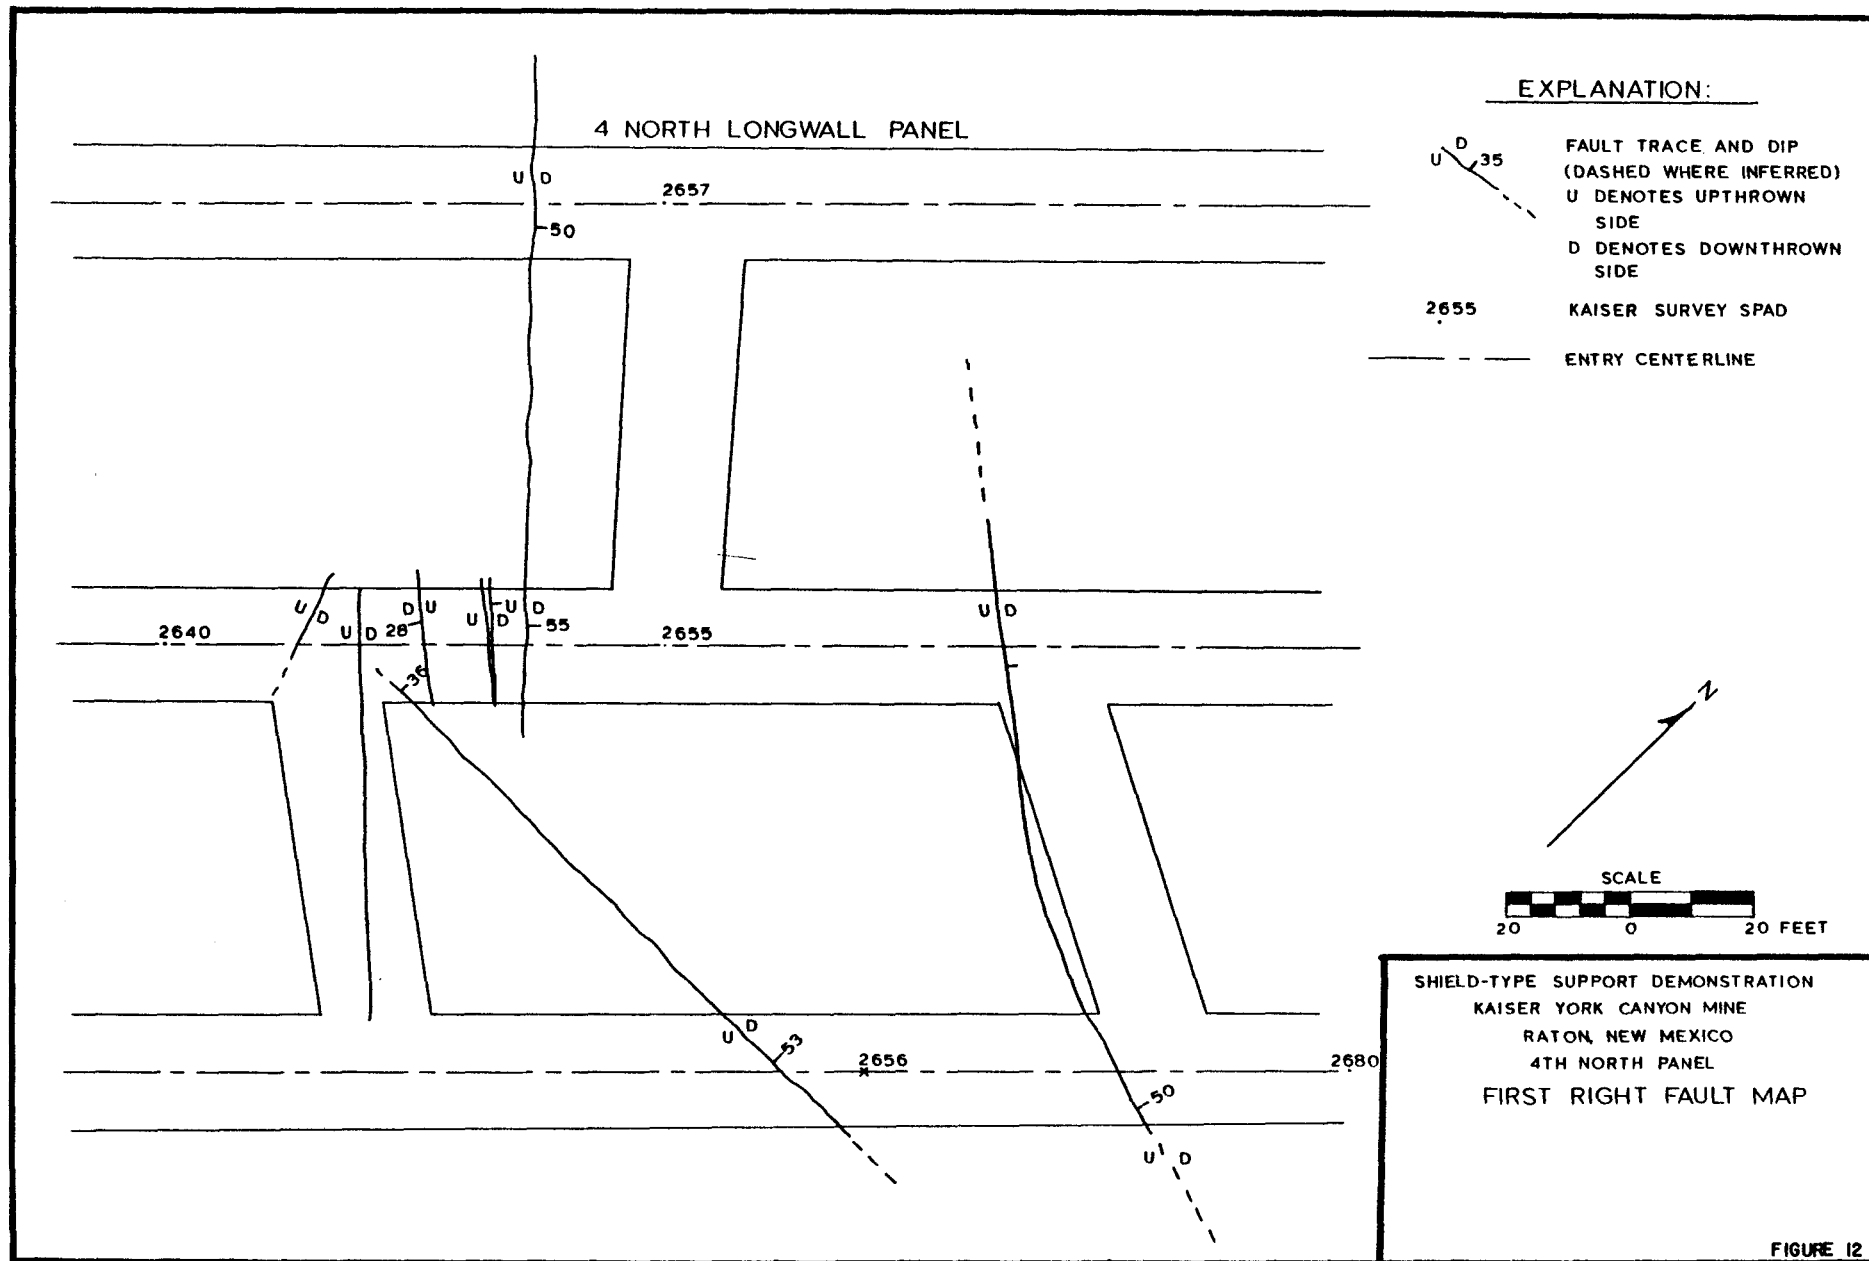 4 NORTH LONGWALL PANEL
U D
2657
50
U D
U D
D U
28
U D
U D
55
2640
2655
U D
36
U D
53
2656
2680
50
U D
EXPLANATION:
U D 35
FAULT TRACE AND DIP
(DASHED WHERE INFERRED)
U DENOTES UPTHROWN
SIDE
D DENOTES DOWNTHROWN
SIDE
2655
KAISER SURVEY SPAD
ENTRY CENTERLINE
N
SCALE
20 0 20 FEET
SHIELD-TYPE SUPPORT DEMONSTRATION
KAISER YORK CANYON MINE
RATON, NEW MEXICO
4TH NORTH PANEL
FIRST RIGHT FAULT MAP
FIGURE 12